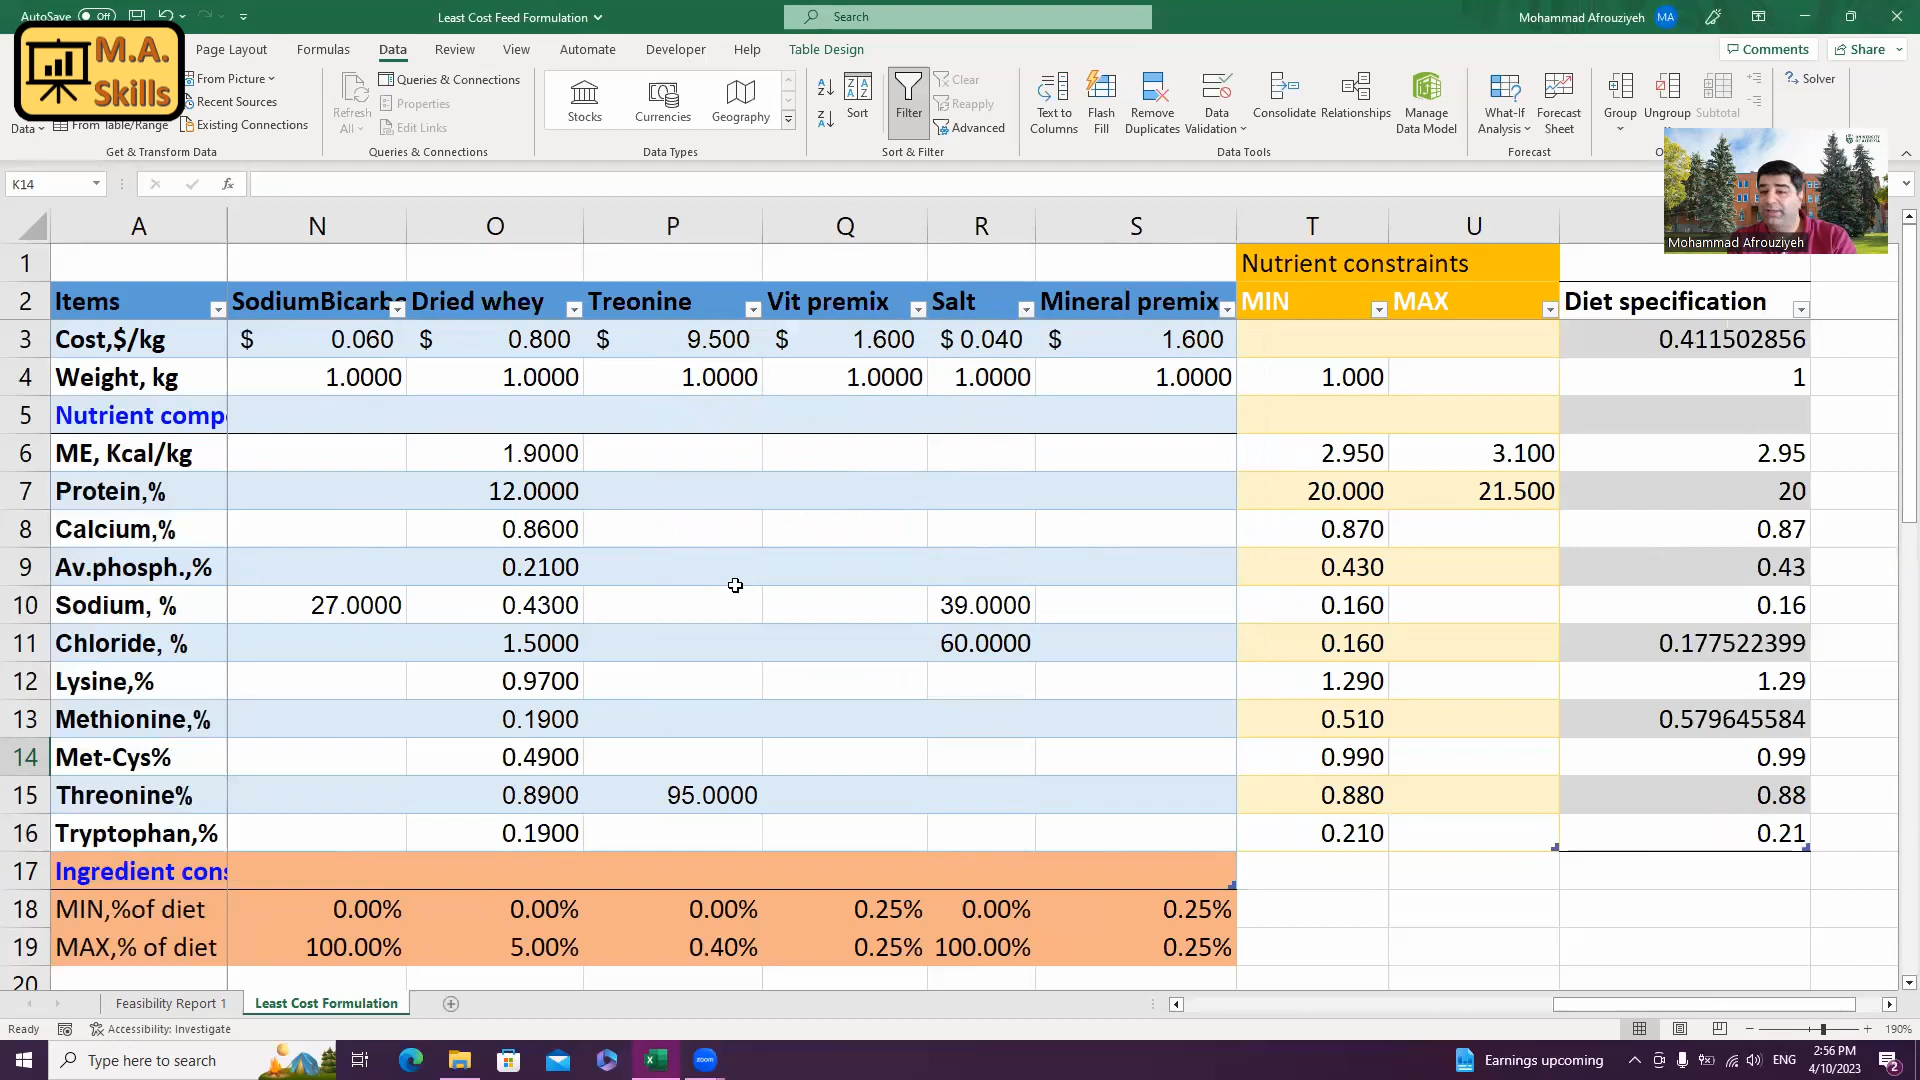 AutoSave Off Least Cost Feed Formulation Search Mohammad Afrouziyeh MA
M.A.
Skills
Page Layout Formulas Data Review View Automate Developer Help Table Design Comments Share
From Picture
Recent Sources
From Table/Range
Existing Connections
Data
Get & Transform Data
Refresh
All
Queries & Connections
Properties
Edit Links
Queries & Connections
Stocks Currencies Geography
Data Types
Sort Filter
Clear
Reapply
Advanced
Sort & Filter
Text to
Columns
Flash
Fill
Remove
Duplicates
Data
Validation
Consolidate
Relationships
Manage
Data Model
Data Tools
What-If
Analysis
Forecast
Sheet
Forecast
Group Ungroup Subtotal
Solver
Mohammad Afrouziyeh
K14
fx
A N O P Q R S T U
1 Nutrient constraints
2 Items SodiumBicarb Dried whey Treonine Vit premix Salt Mineral premix MIN MAX Diet specification
3 Cost,$/kg $ 0.060 $ 0.800 $ 9.500 $ 1.600 $ 0.040 $ 1.600 0.411502856
4 Weight, kg 1.0000 1.0000 1.0000 1.0000 1.0000 1.0000 1.000 1
5 Nutrient comp
6 ME, Kcal/kg 1.9000 2.950 3.100 2.95
7 Protein,% 12.0000 20.000 21.500 20
8 Calcium,% 0.8600 0.870 0.87
9 Av.phosph.,% 0.2100 0.430 0.43
10 Sodium, % 27.0000 0.4300 39.0000 0.160 0.16
11 Chloride, % 1.5000 60.0000 0.160 0.177522399
12 Lysine,% 0.9700 1.290 1.29
13 Methionine,% 0.1900 0.510 0.579645584
14 Met-Cys% 0.4900 0.990 0.99
15 Threonine% 0.8900 95.0000 0.880 0.88
16 Tryptophan,% 0.1900 0.210 0.21
17 Ingredient cons
18 MIN,%of diet 0.00% 0.00% 0.00% 0.25% 0.00% 0.25%
19 MAX,% of diet 100.00% 5.00% 0.40% 0.25% 100.00% 0.25%
20
Feasibility Report 1 Least Cost Formulation
Ready Accessibility: Investigate 190%
Type here to search zoom Earnings upcoming ENG 2:56 PM
4/10/2023 2